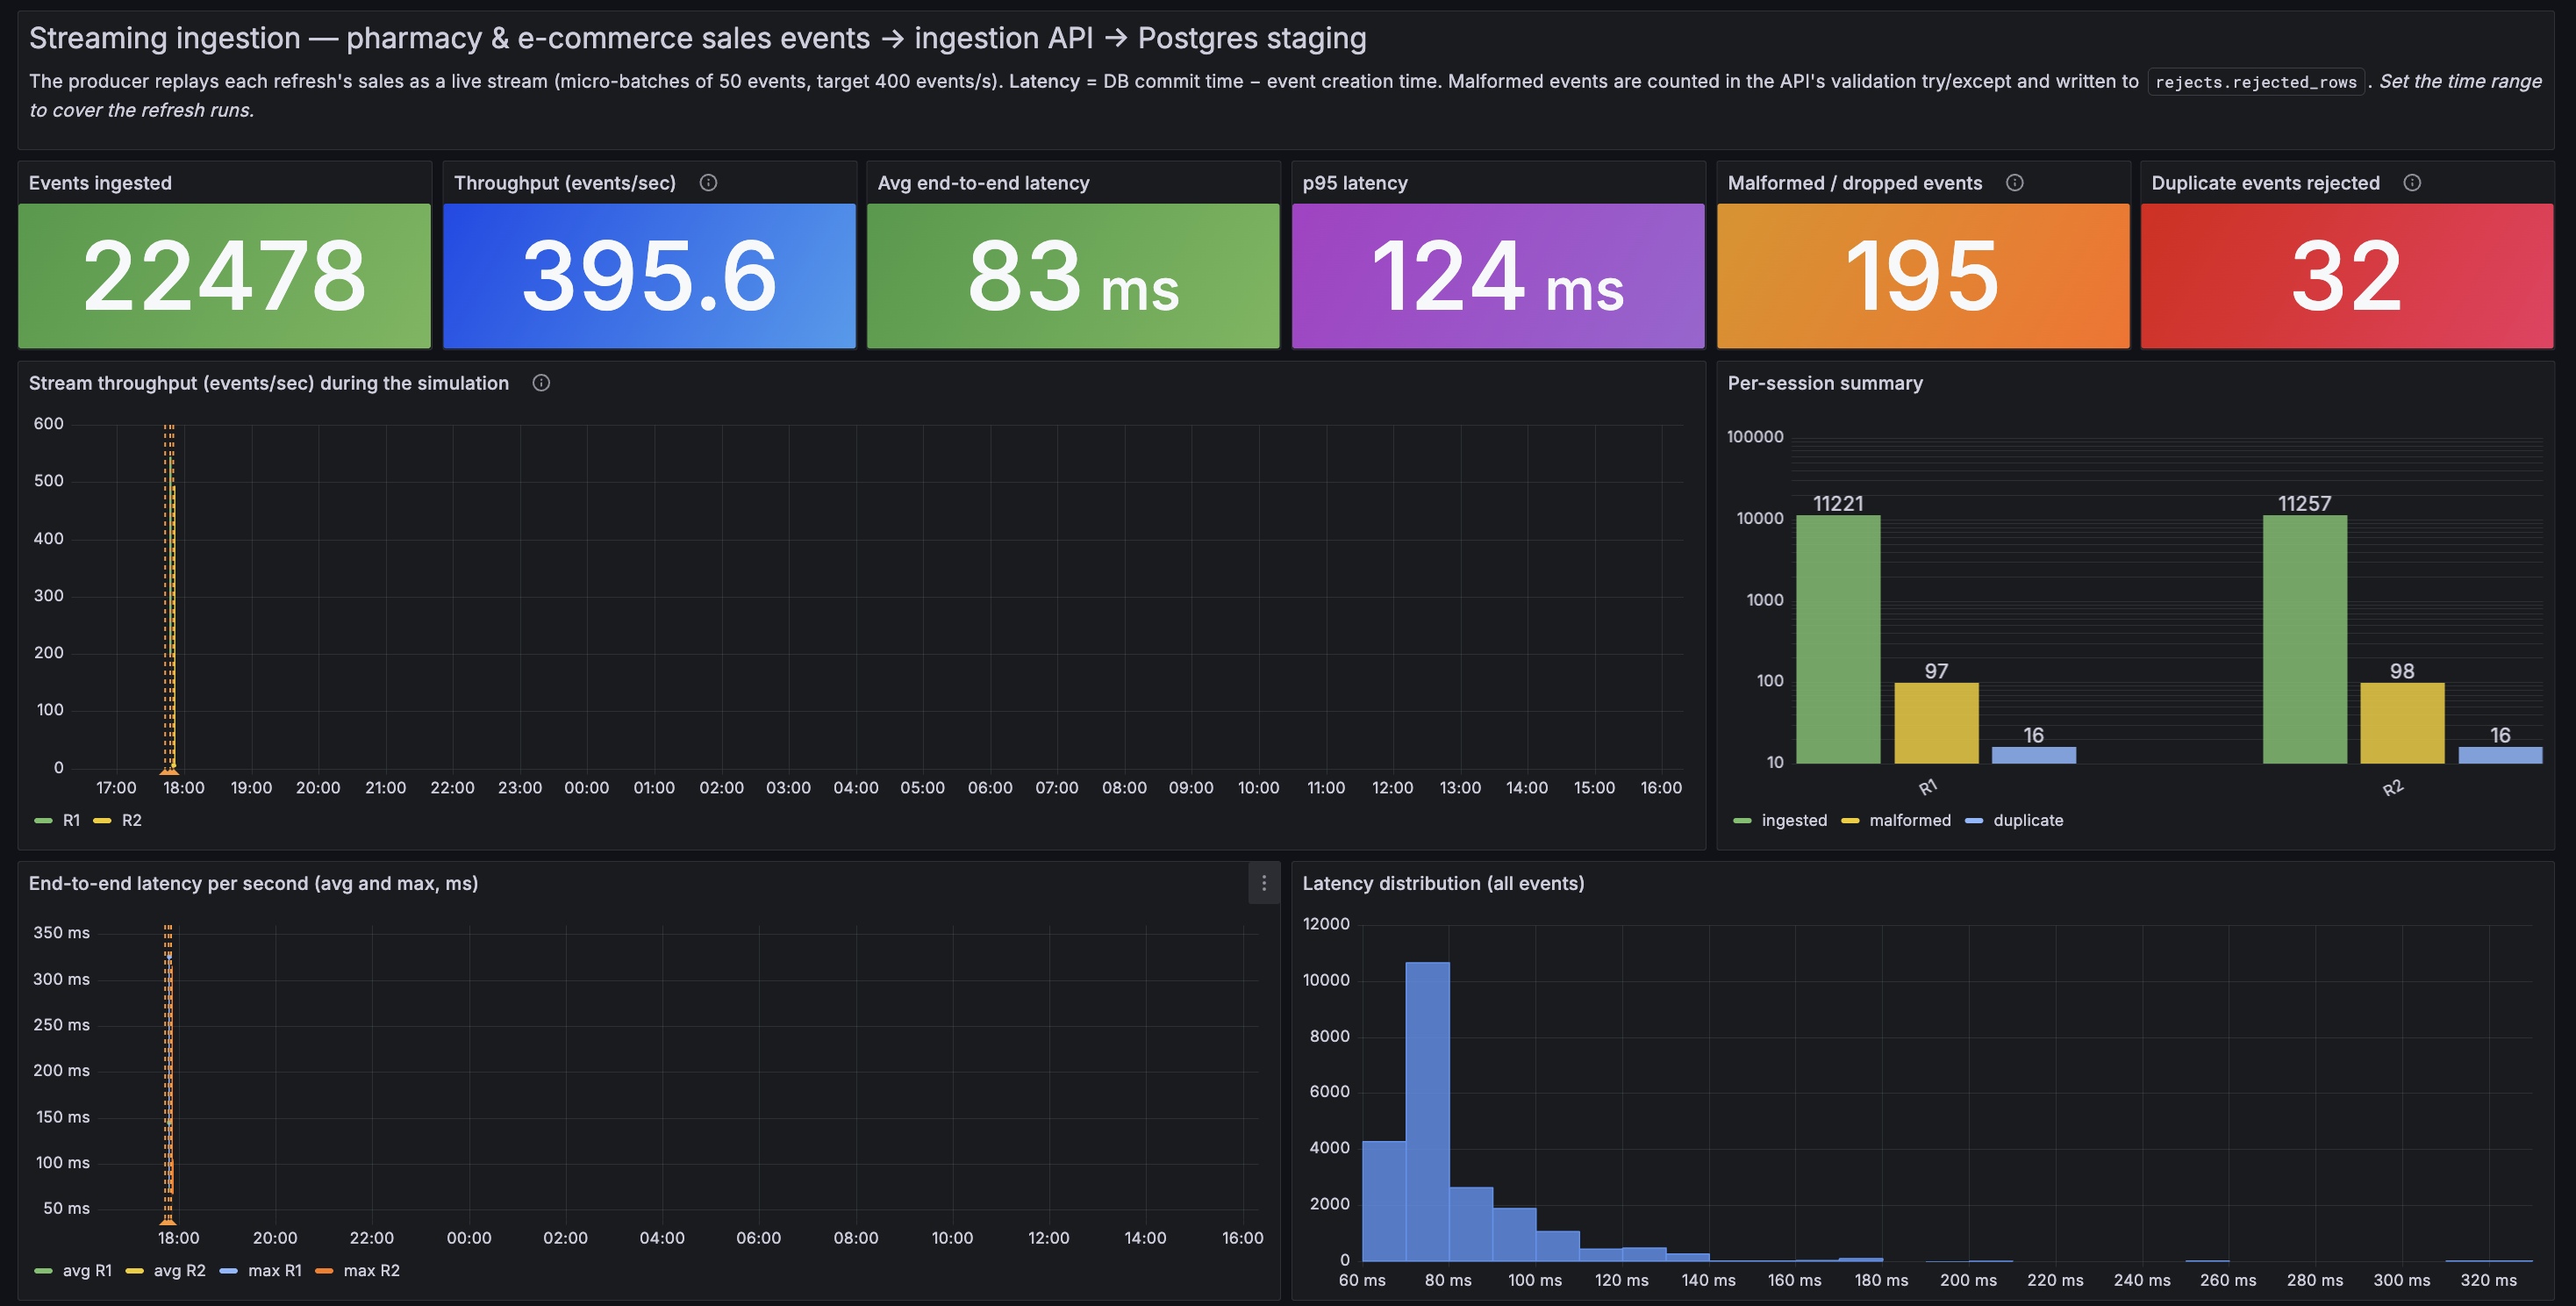 Streaming ingestion — pharmacy & e-commerce sales events → ingestion API → Postgres staging
The producer replays each refresh's sales as a live stream (micro-batches of 50 events, target 400 events/s). Latency = DB commit time − event creation time. Malformed events are counted in the API's validation try/except and written to rejects.rejected_rows. Set the time range
to cover the refresh runs.
Events ingested
22478
Throughput (events/sec)
395.6
Avg end-to-end latency
83 ms
p95 latency
124 ms
Malformed / dropped events
195
Duplicate events rejected
32
Stream throughput (events/sec) during the simulation
600
500
400
300
200
100
0
17:00 18:00 19:00 20:00 21:00 22:00 23:00 00:00 01:00 02:00 03:00 04:00 05:00 06:00 07:00 08:00 09:00 10:00 11:00 12:00 13:00 14:00 15:00 16:00
R1 R2
Per-session summary
100000
10000
1000
100
10
11221
97
16
11257
98
16
R1 R2
ingested malformed duplicate
End-to-end latency per second (avg and max, ms)
350 ms
300 ms
250 ms
200 ms
150 ms
100 ms
50 ms
18:00 20:00 22:00 00:00 02:00 04:00 06:00 08:00 10:00 12:00 14:00 16:00
avg R1 avg R2 max R1 max R2
Latency distribution (all events)
12000
10000
8000
6000
4000
2000
0
60 ms 80 ms 100 ms 120 ms 140 ms 160 ms 180 ms 200 ms 220 ms 240 ms 260 ms 280 ms 300 ms 320 ms